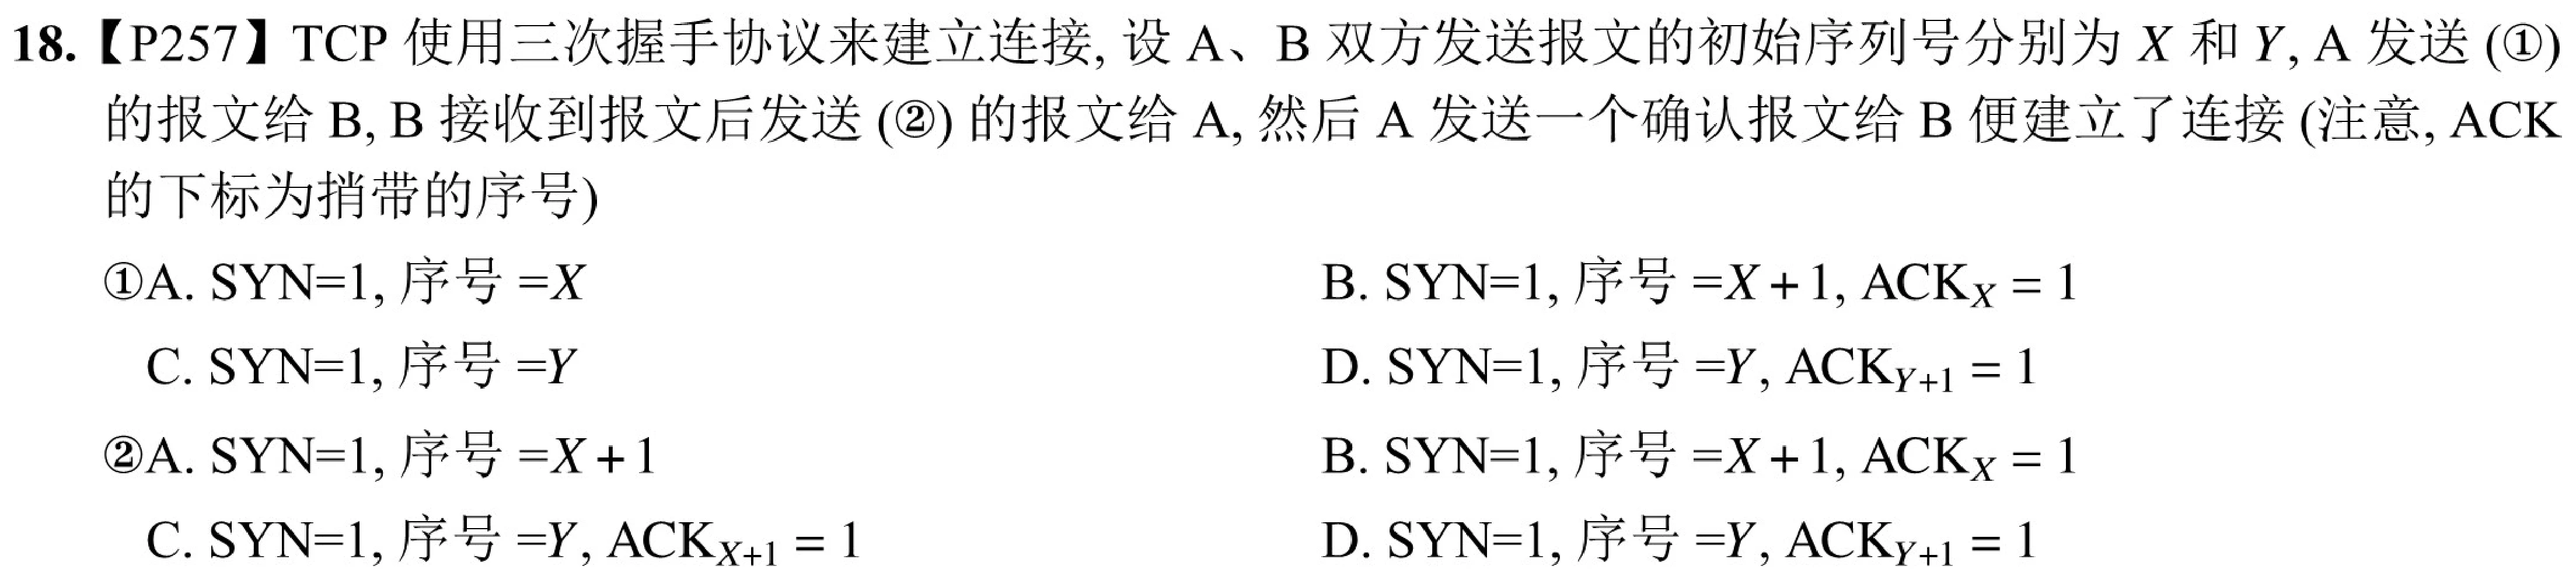 18.【P257】TCP 使用三次握手协议来建立连接, 设 A、B 双方发送报文的初始序列号分别为 X 和 Y, A 发送 (①)
的报文给 B, B 接收到报文后发送 (②) 的报文给 A, 然后 A 发送一个确认报文给 B 便建立了连接 (注意, ACK
的下标为捎带的序号)
①A. SYN=1, 序号 =X B. SYN=1, 序号 =X + 1, ACK_X = 1
C. SYN=1, 序号 =Y D. SYN=1, 序号 =Y, ACK_{Y+1} = 1
②A. SYN=1, 序号 =X + 1 B. SYN=1, 序号 =X + 1, ACK_X = 1
C. SYN=1, 序号 =Y, ACK_{X+1} = 1 D. SYN=1, 序号 =Y, ACK_{Y+1} = 1